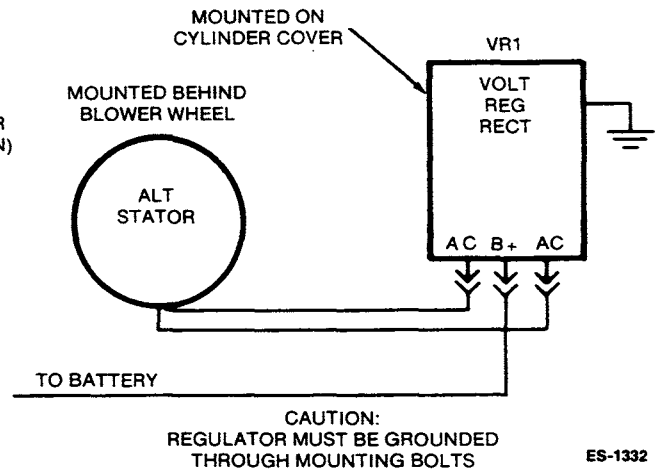 MOUNTED ON
CYLINDER COVER
VR1
MOUNTED BEHIND
BLOWER WHEEL
R
N)
VOLT
REG
RECT
ALT
STATOR
AC B+ AC
TO BATTERY
CAUTION:
REGULATOR MUST BE GROUNDED
THROUGH MOUNTING BOLTS
ES-1332